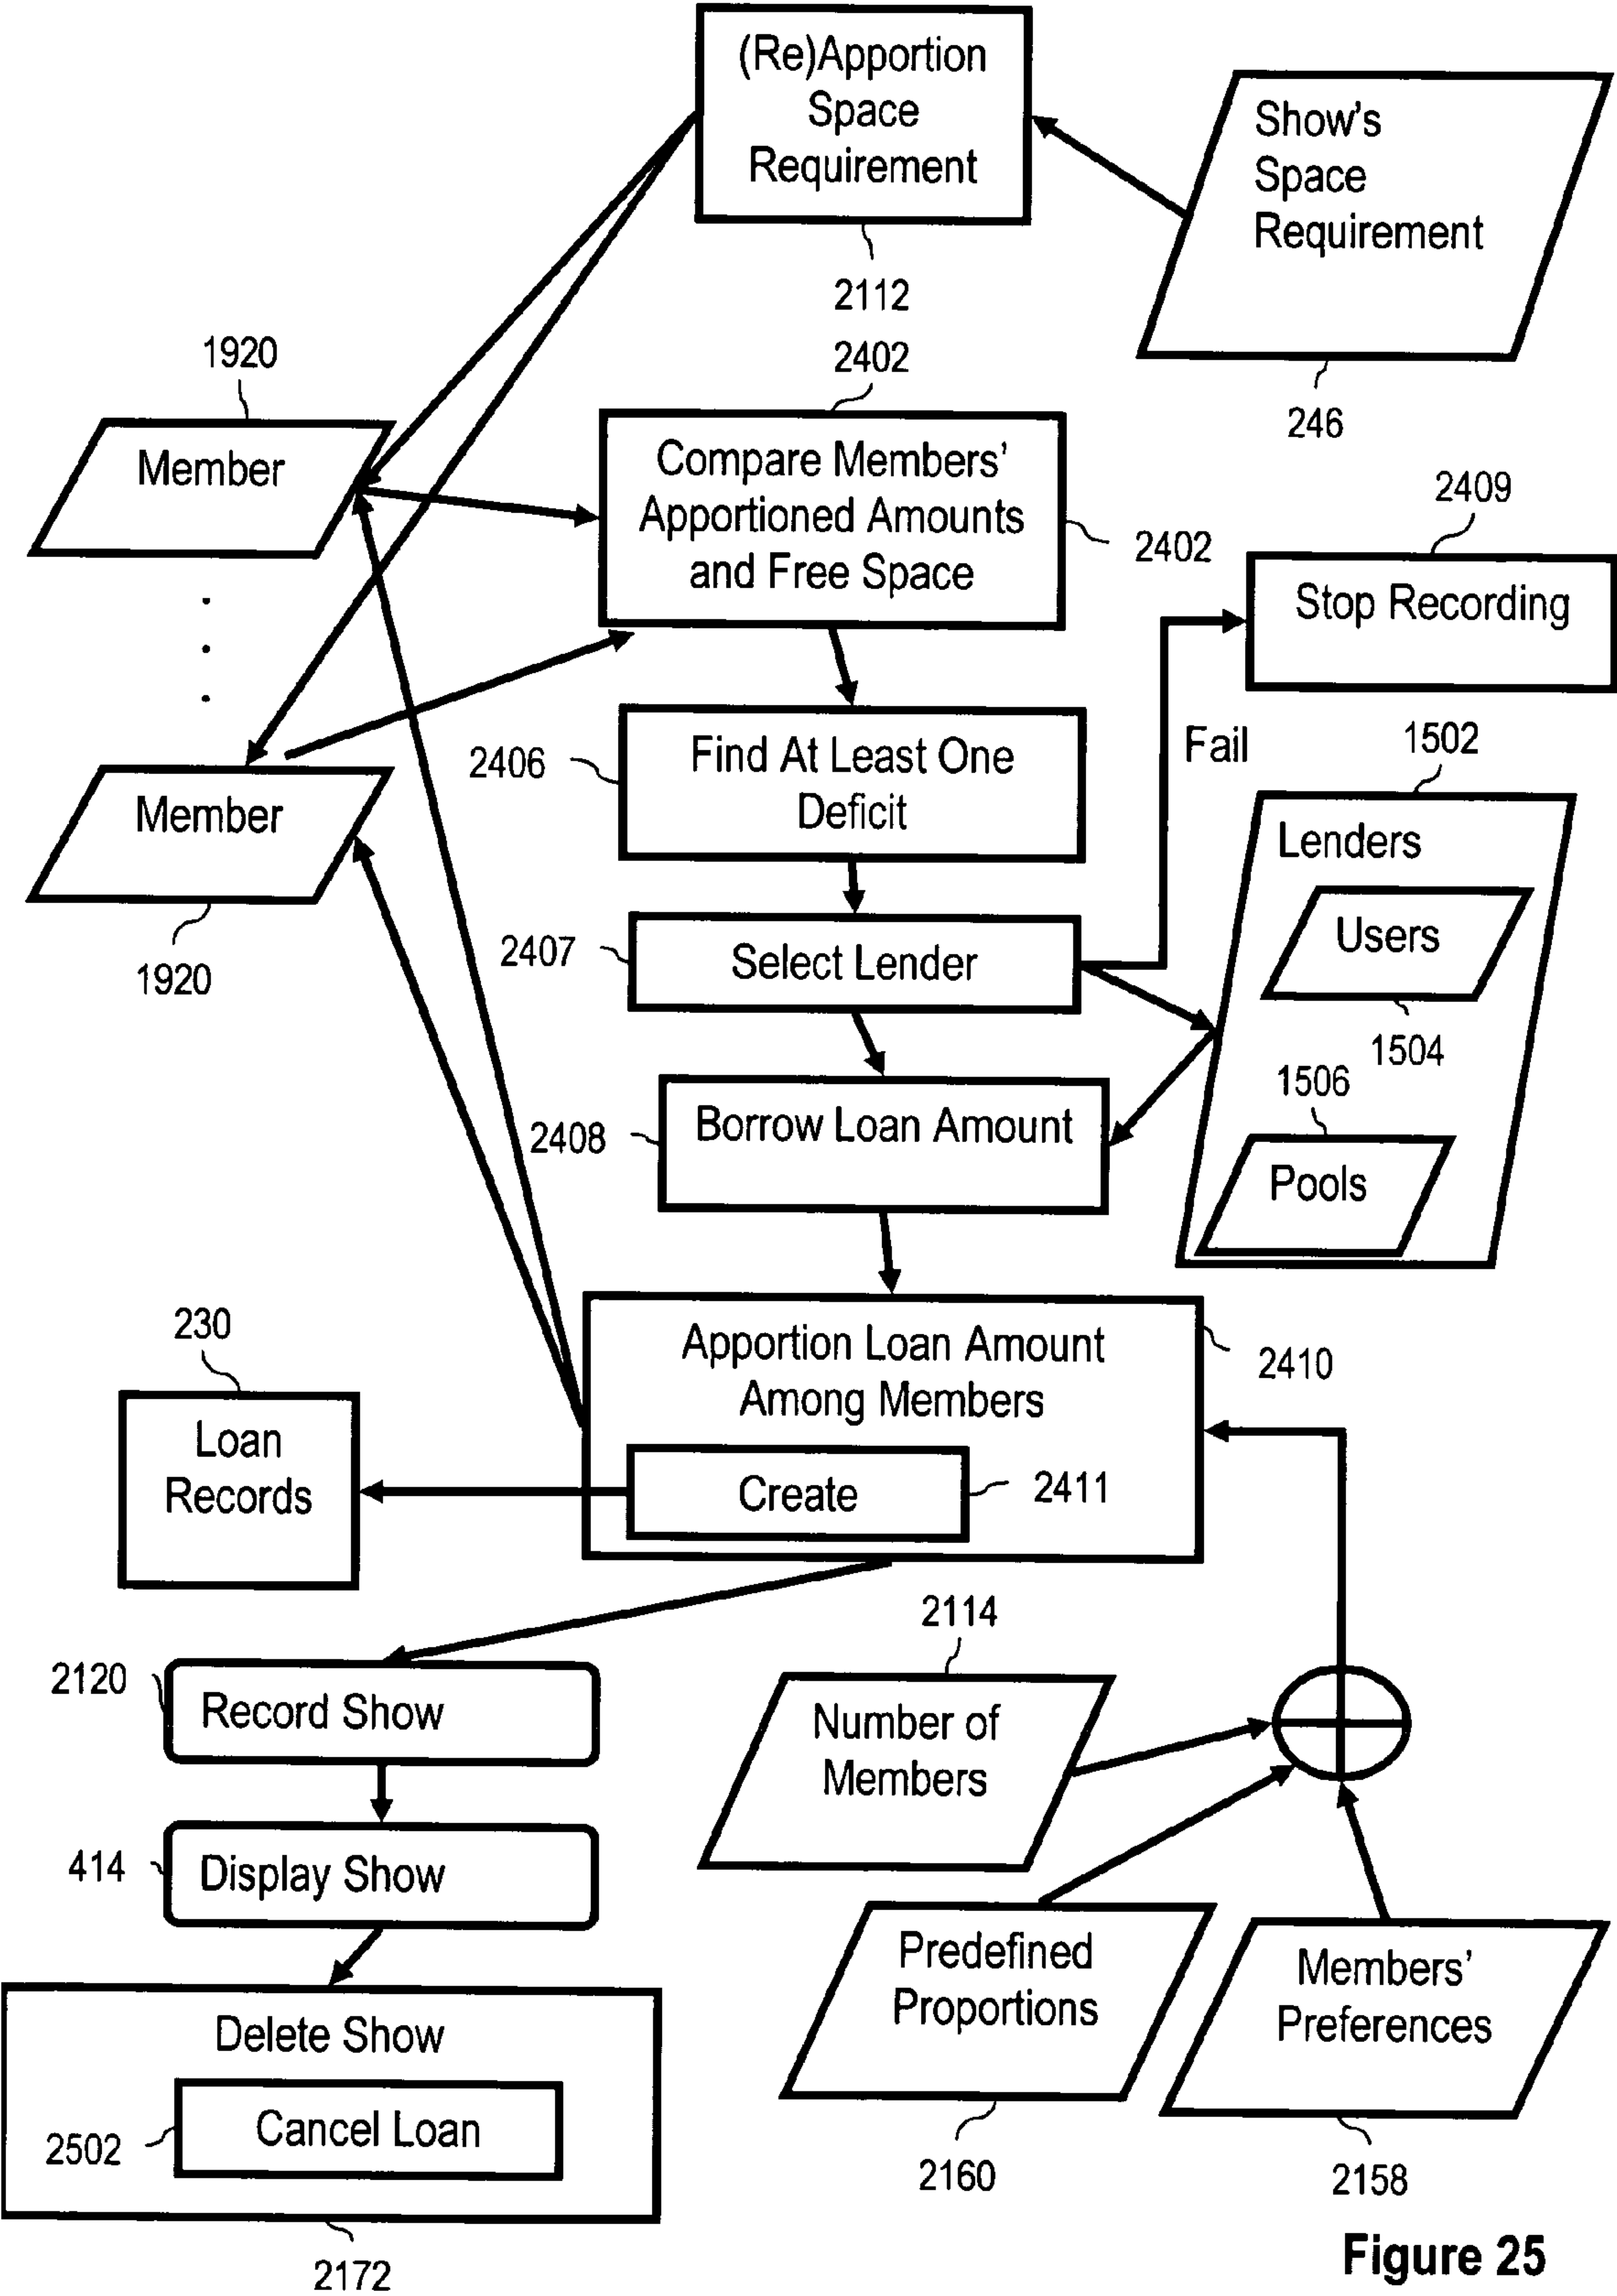 (Re)Apportion
Space
Requirement
2112
Show's
Space
Requirement
246
1920
Member
.
.
.
Member
1920
2402
Compare Members'
Apportioned Amounts
and Free Space
2402
2409
Stop Recording
2406
Find At Least One
Deficit
Fail
2407
Select Lender
1502
Lenders
Users
1504
1506
Pools
2408
Borrow Loan Amount
Apportion Loan Amount
Among Members
2410
Create
2411
230
Loan
Records
2120
Record Show
414
Display Show
Delete Show
2502
Cancel Loan
2172
2114
Number of
Members
Predefined
Proportions
2160
Members'
Preferences
2158
Figure 25